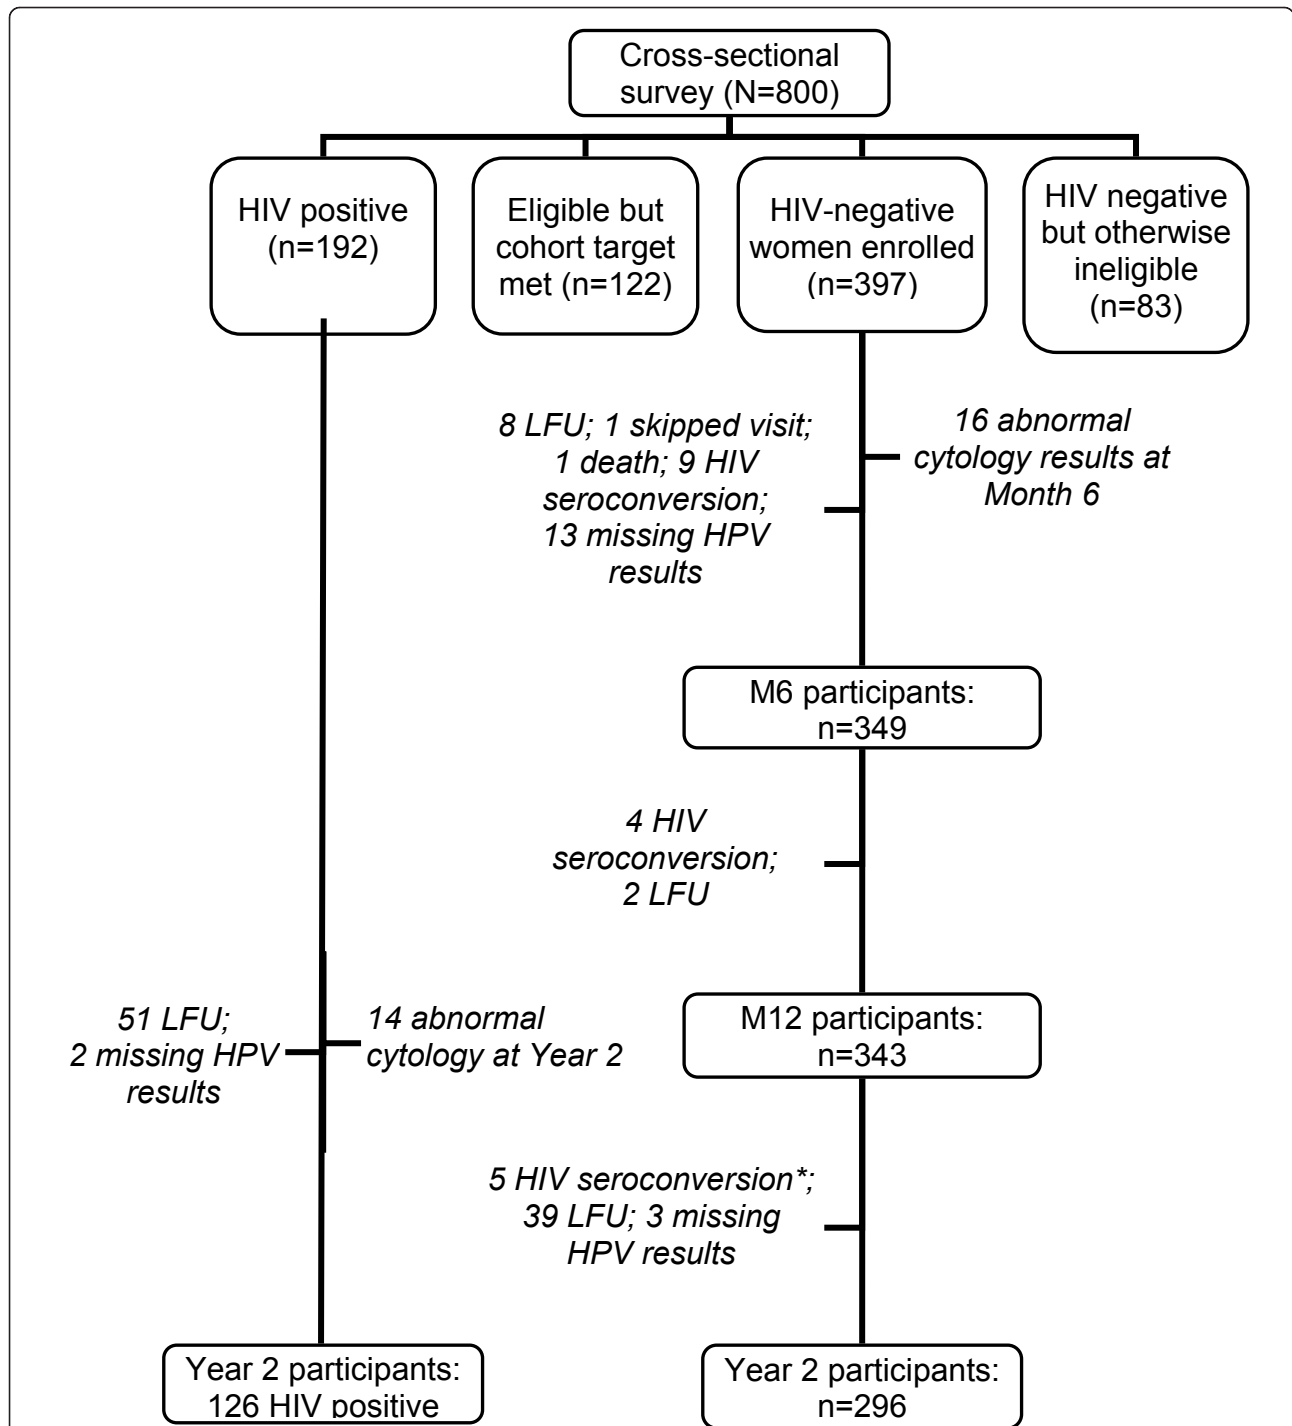 Cross-sectional
survey (N=800)
HIV positive
(n=192)
Eligible but
cohort target
met (n=122)
HIV-negative
women enrolled
(n=397)
HIV negative
but otherwise
ineligible
(n=83)
8 LFU; 1 skipped visit;
1 death; 9 HIV
seroconversion;
13 missing HPV
results
16 abnormal
cytology results at
Month 6
M6 participants:
n=349
4 HIV
seroconversion;
2 LFU
51 LFU;
2 missing HPV
results
14 abnormal
cytology at Year 2
M12 participants:
n=343
5 HIV seroconversion*;
39 LFU; 3 missing
HPV results
Year 2 participants:
126 HIV positive
Year 2 participants:
n=296